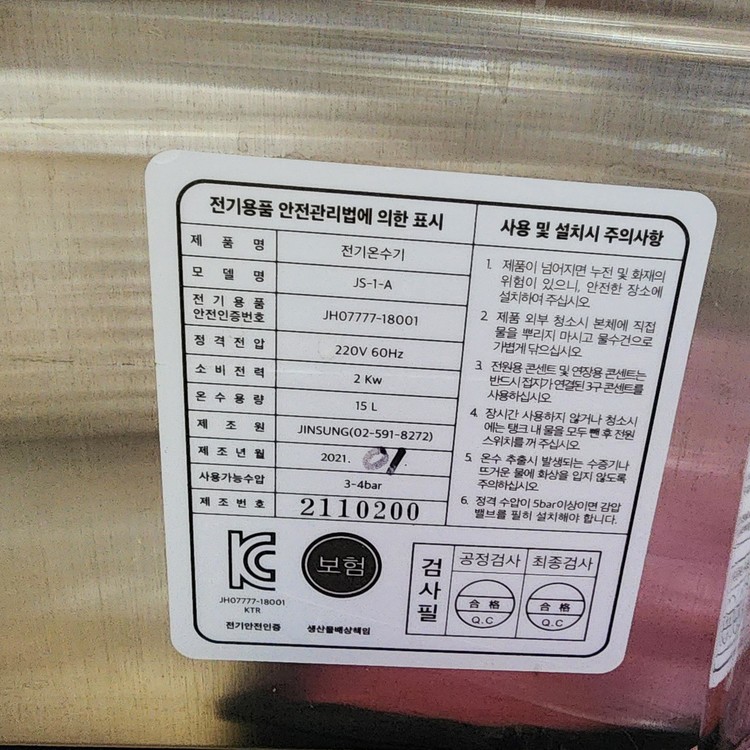 전기용품 안전관리법에 의한 표시
제품명 전기온수기
모델명 JS-1-A
전기용품
안전인증번호 JH07777-18001
정격전압 220V 60Hz
소비전력 2 Kw
온수용량 15 L
제조원 JINSUNG(02-591-8272)
제조년월 2021.
사용가능수압 3-4bar
제조번호 2110200
사용 및 설치시 주의사항
1. 제품이 넘어지면 누전 및 화재의
위험이 있으니, 안전한 장소에
설치하여 주십시오
2. 제품 외부 청소시 본체에 직접
물을 뿌리지 마시고 물수건으로
가볍게 닦으십시오
3. 전원용 콘센트 및 연장용 콘센트는
반드시 접지가 연결된 3구 콘센트를
사용하십시오
4. 장시간 사용하지 않거나 청소시
에는 탱크 내 물을 모두 뺀 후 전원
스위치를 꺼 주십시오
5. 온수 추출시 발생되는 수증기나
뜨거운 물에 화상을 입지 않도록
주의하십시오
6. 정격 수압이 5bar이상이면 감압
밸브를 필히 설치해야 합니다.
KC
JH07777-18001
KTR
전기안전인증
보험
생산물배상책임
검사필
공정검사 최종검사
合格 合格
Q.C Q.C